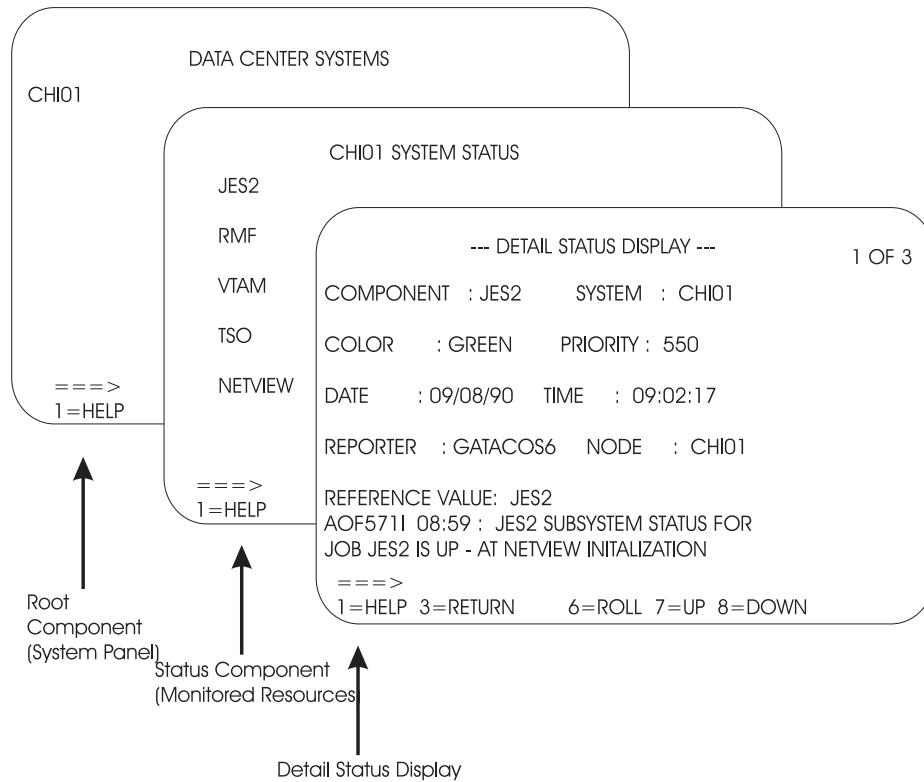 DATA CENTER SYSTEMS
CHI01
===>
1=HELP
CHI01 SYSTEM STATUS
JES2
RMF
VTAM
TSO
NETVIEW
===>
1=HELP
--- DETAIL STATUS DISPLAY ---
1 OF 3
COMPONENT : JES2 SYSTEM : CHI01
COLOR : GREEN PRIORITY : 550
DATE : 09/08/90 TIME : 09:02:17
REPORTER : GATACOS6 NODE : CHI01
REFERENCE VALUE: JES2
AOF571I 08:59 : JES2 SUBSYSTEM STATUS FOR
JOB JES2 IS UP - AT NETVIEW INITALIZATION
===>
1=HELP 3=RETURN 6=ROLL 7=UP 8=DOWN
Root
Component
(System Panel)
Status Component
(Monitored Resources)
Detail Status Display